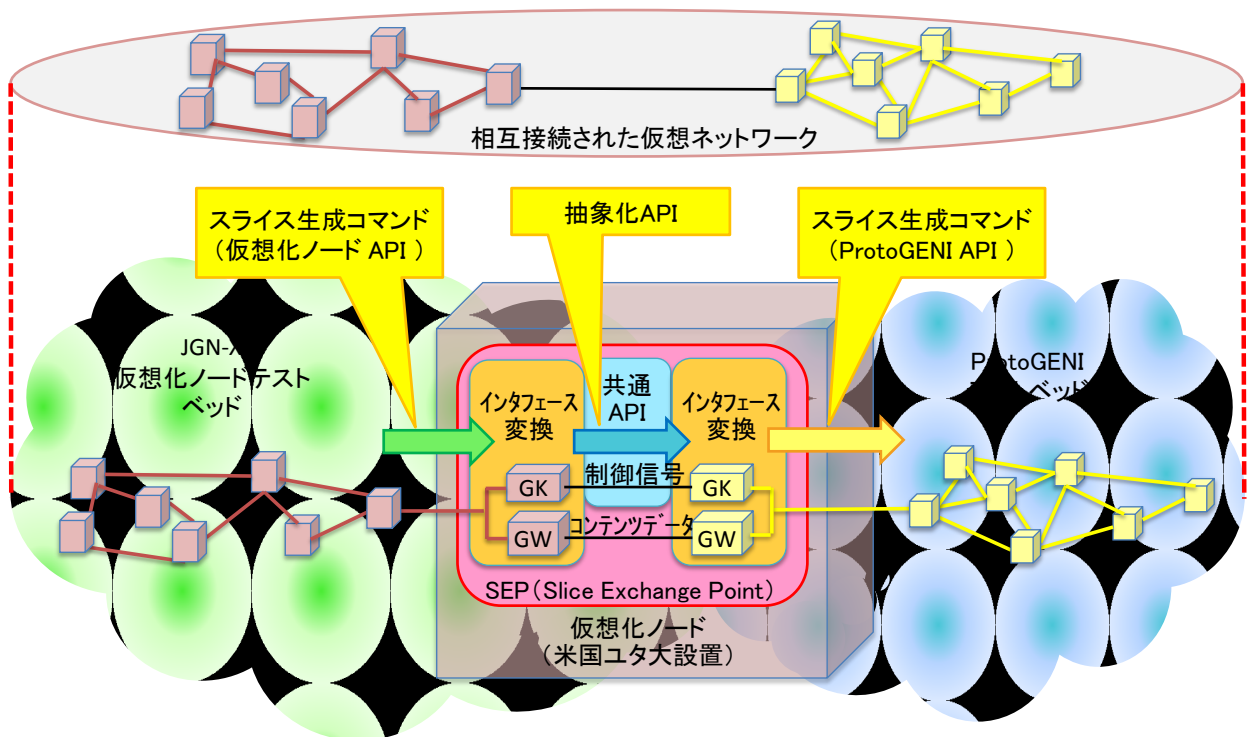 相互接続された仮想ネットワーク
スライス生成コマンド
（仮想化ノード API ）
抽象化API
スライス生成コマンド
（ProtoGENI API ）
JGN-X
仮想化ノードテスト
ベッド
ProtoGENI
ベッド
インタフェース
変換
共通
API
インタフェース
変換
制御信号
GK
GK
コンテンツデータ
GW
GW
SEP（Slice Exchange Point）
仮想化ノード
（米国ユタ大設置）